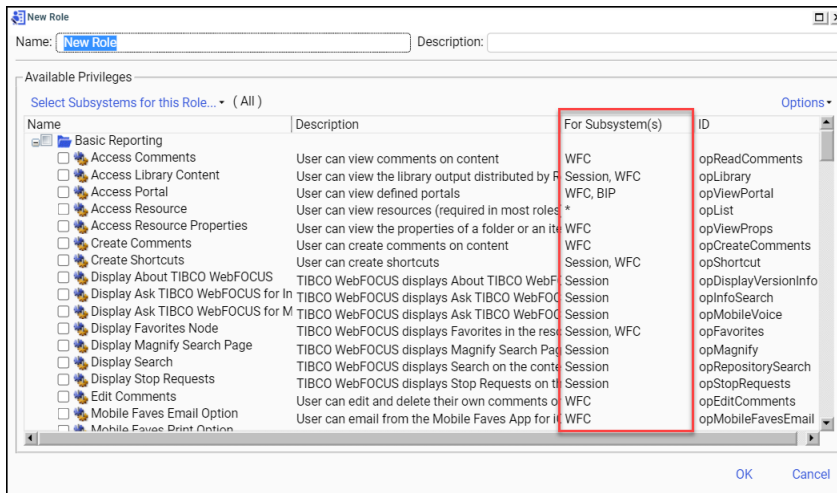 New Role
Name: New Role Description:
Available Privileges
Select Subsystems for this Role... (All) Options
Name Description For Subsystem(s) ID
Basic Reporting
Access Comments User can view comments on content WFC opReadComments
Access Library Content User can view the library output distributed by R Session, WFC opLibrary
Access Portal User can view defined portals WFC, BIP opViewPortal
Access Resource User can view resources (required in most roles * opList
Access Resource Properties User can view the properties of a folder or an ite WFC opViewProps
Create Comments User can create comments on content WFC opCreateComments
Create Shortcuts User can create shortcuts Session, WFC opShortcut
Display About TIBCO WebFOCUS TIBCO WebFOCUS displays About TIBCO WebF Session opDisplayVersionInfo
Display Ask TIBCO WebFOCUS for In TIBCO WebFOCUS displays Ask TIBCO WebFOC Session opInfoSearch
Display Ask TIBCO WebFOCUS for M TIBCO WebFOCUS displays Ask TIBCO WebFOC Session opMobileVoice
Display Favorites Node TIBCO WebFOCUS displays Favorites in the reso Session, WFC opFavorites
Display Magnify Search Page TIBCO WebFOCUS displays Magnify Search Pag Session opMagnify
Display Search TIBCO WebFOCUS displays Search on the conte Session opRepositorySearch
Display Stop Requests TIBCO WebFOCUS displays Stop Requests on th Session opStopRequests
Edit Comments User can edit and delete their own comments o WFC opEditComments
Mobile Faves Email Option User can email from the Mobile Faves App for i WFC opMobileFavesEmail
Mobile Faves Print Option
OK Cancel